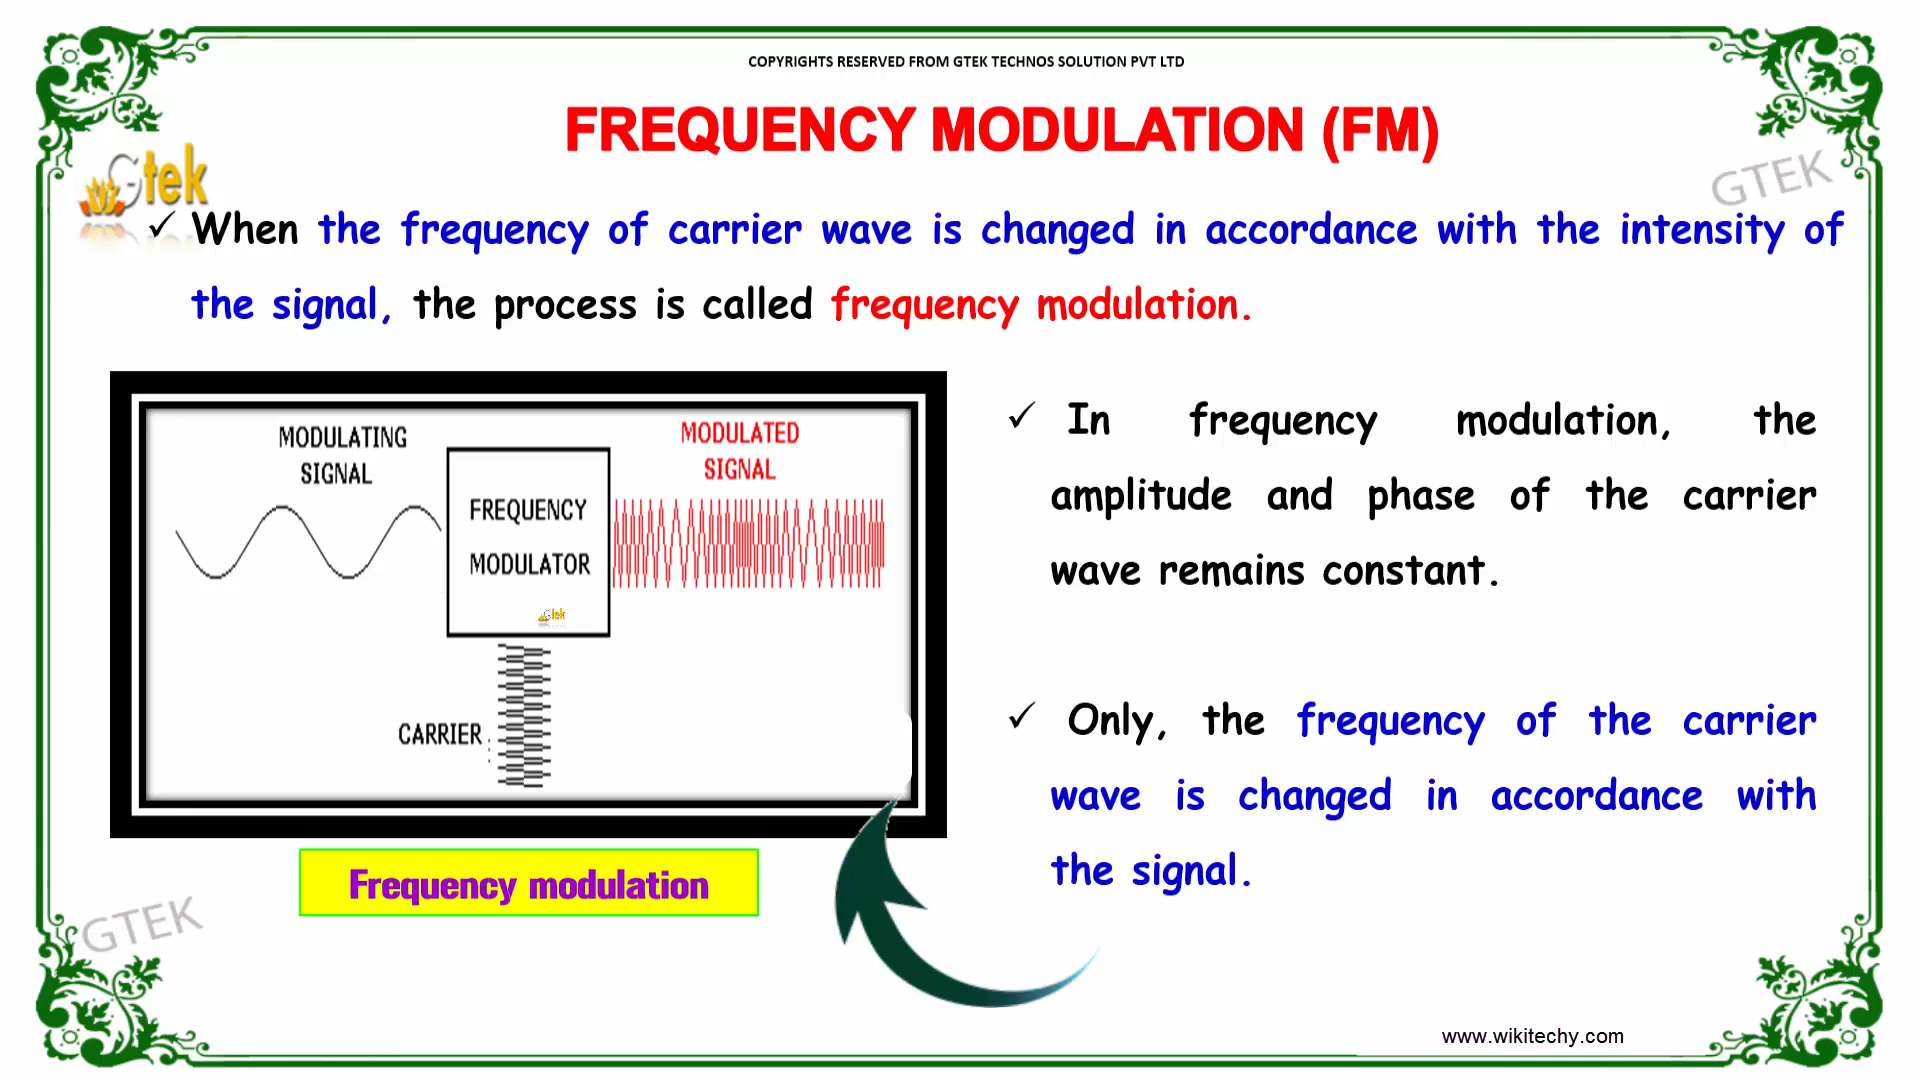 COPYRIGHTS RESERVED FROM GTEK TECHNOS SOLUTION PVT LTD
FREQUENCY MODULATION (FM)
Gtek
GTEK
✓ When the frequency of carrier wave is changed in accordance with the intensity of
the signal, the process is called frequency modulation.
MODULATING
SIGNAL
MODULATED
SIGNAL
FREQUENCY
MODULATOR
Gtek
CARRIER
Frequency modulation
✓ In frequency modulation, the
amplitude and phase of the carrier
wave remains constant.
✓ Only, the frequency of the carrier
wave is changed in accordance with
the signal.
GTEK
www.wikitechy.com